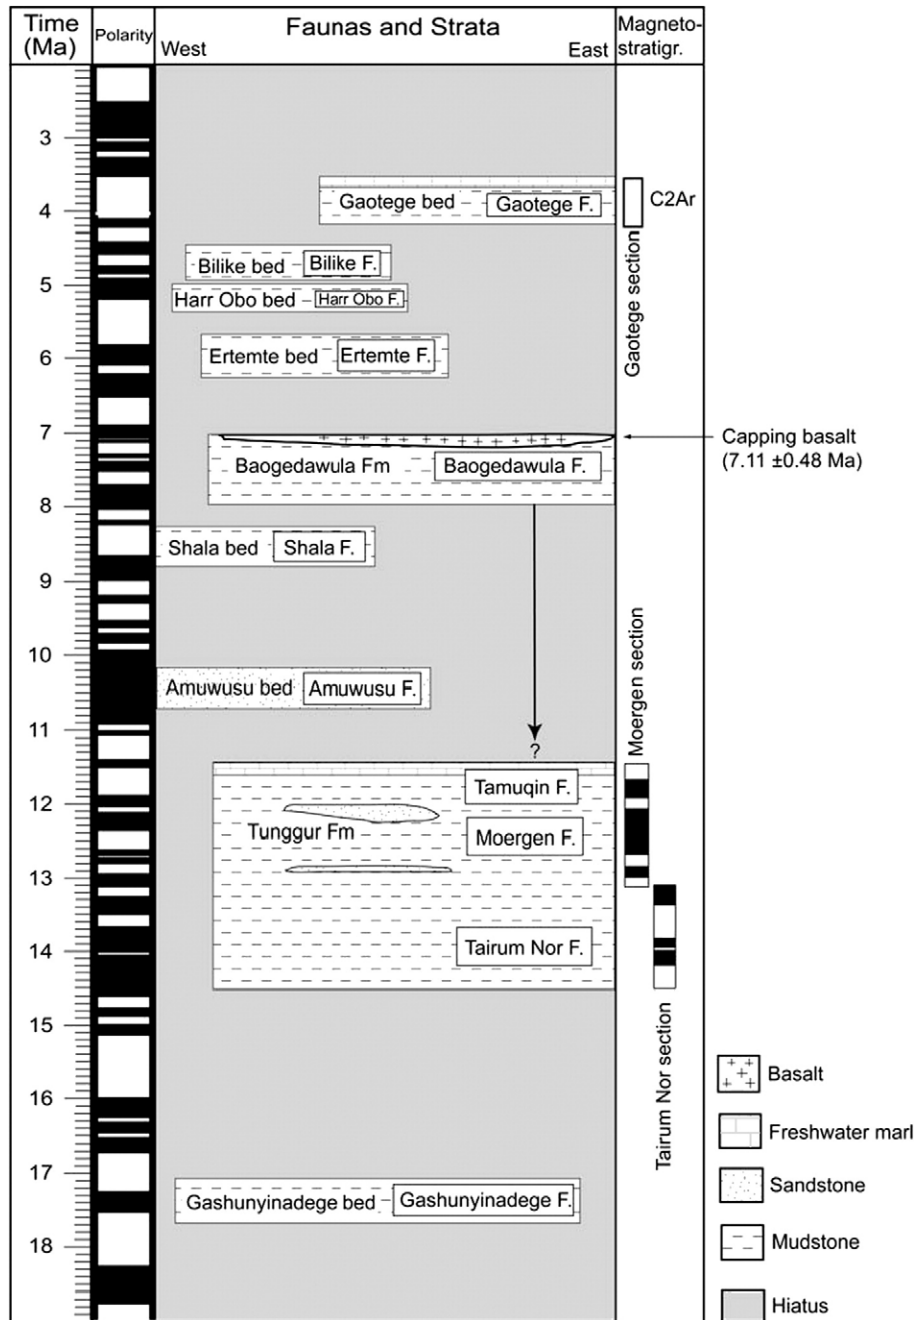 Time
(Ma)
Polarity
Faunas and Strata
West
East
Magneto-
stratigr.
3
4
5
6
7
8
9
10
11
12
13
14
15
16
17
18
Gaotege bed
Gaotege F.
C2Ar
Gaotege section
Bilike bed
Bilike F.
Harr Obo bed
Harr Obo F.
Ertemte bed
Ertemte F.
Baogedawula Fm
Baogedawula F.
Capping basalt
(7.11 ±0.48 Ma)
Shala bed
Shala F.
Amuwusu bed
Amuwusu F.
Moergen section
?
Tamuqin F.
Tunggur Fm
Moergen F.
Tairum Nor F.
Tairum Nor section
Gashunyinadege bed
Gashunyinadege F.
Basalt
Freshwater marl
Sandstone
Mudstone
Hiatus